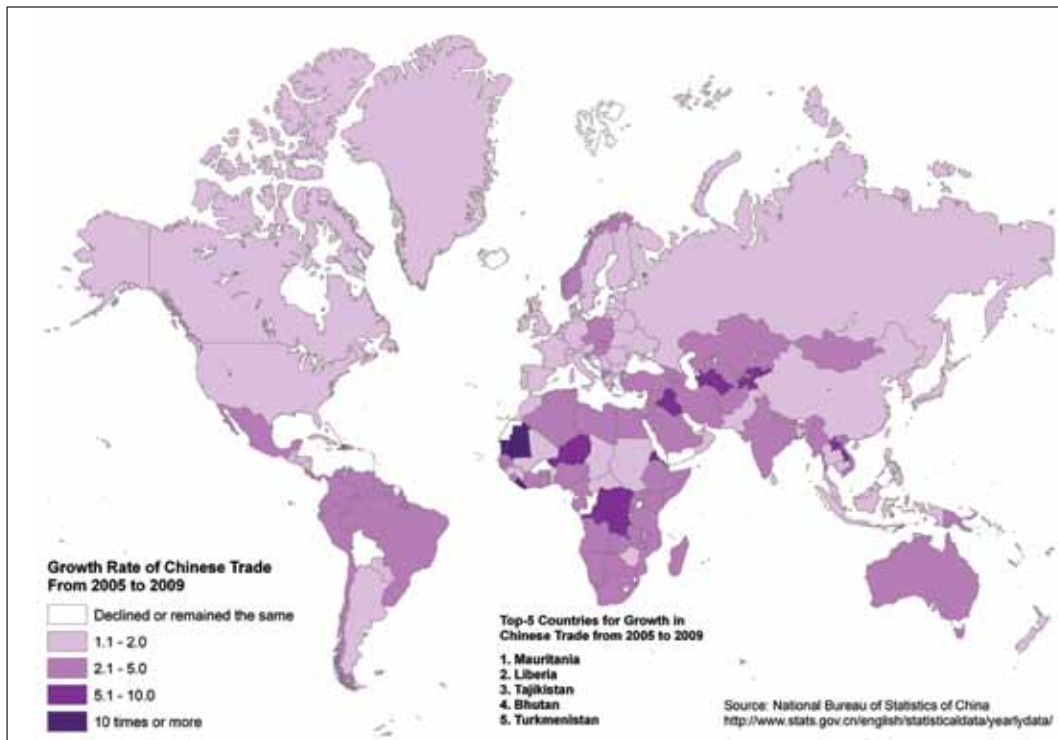 Growth Rate of Chinese Trade
From 2005 to 2009
Declined or remained the same
1.1 - 2.0
2.1 - 5.0
5.1 - 10.0
10 times or more
Top-5 Countries for Growth in
Chinese Trade from 2005 to 2009
1. Mauritania
2. Liberia
3. Tajikistan
4. Bhutan
5. Turkmenistan
Source: National Bureau of Statistics of China
http://www.stats.gov.cn/english/statisticaldata/yearlydata/